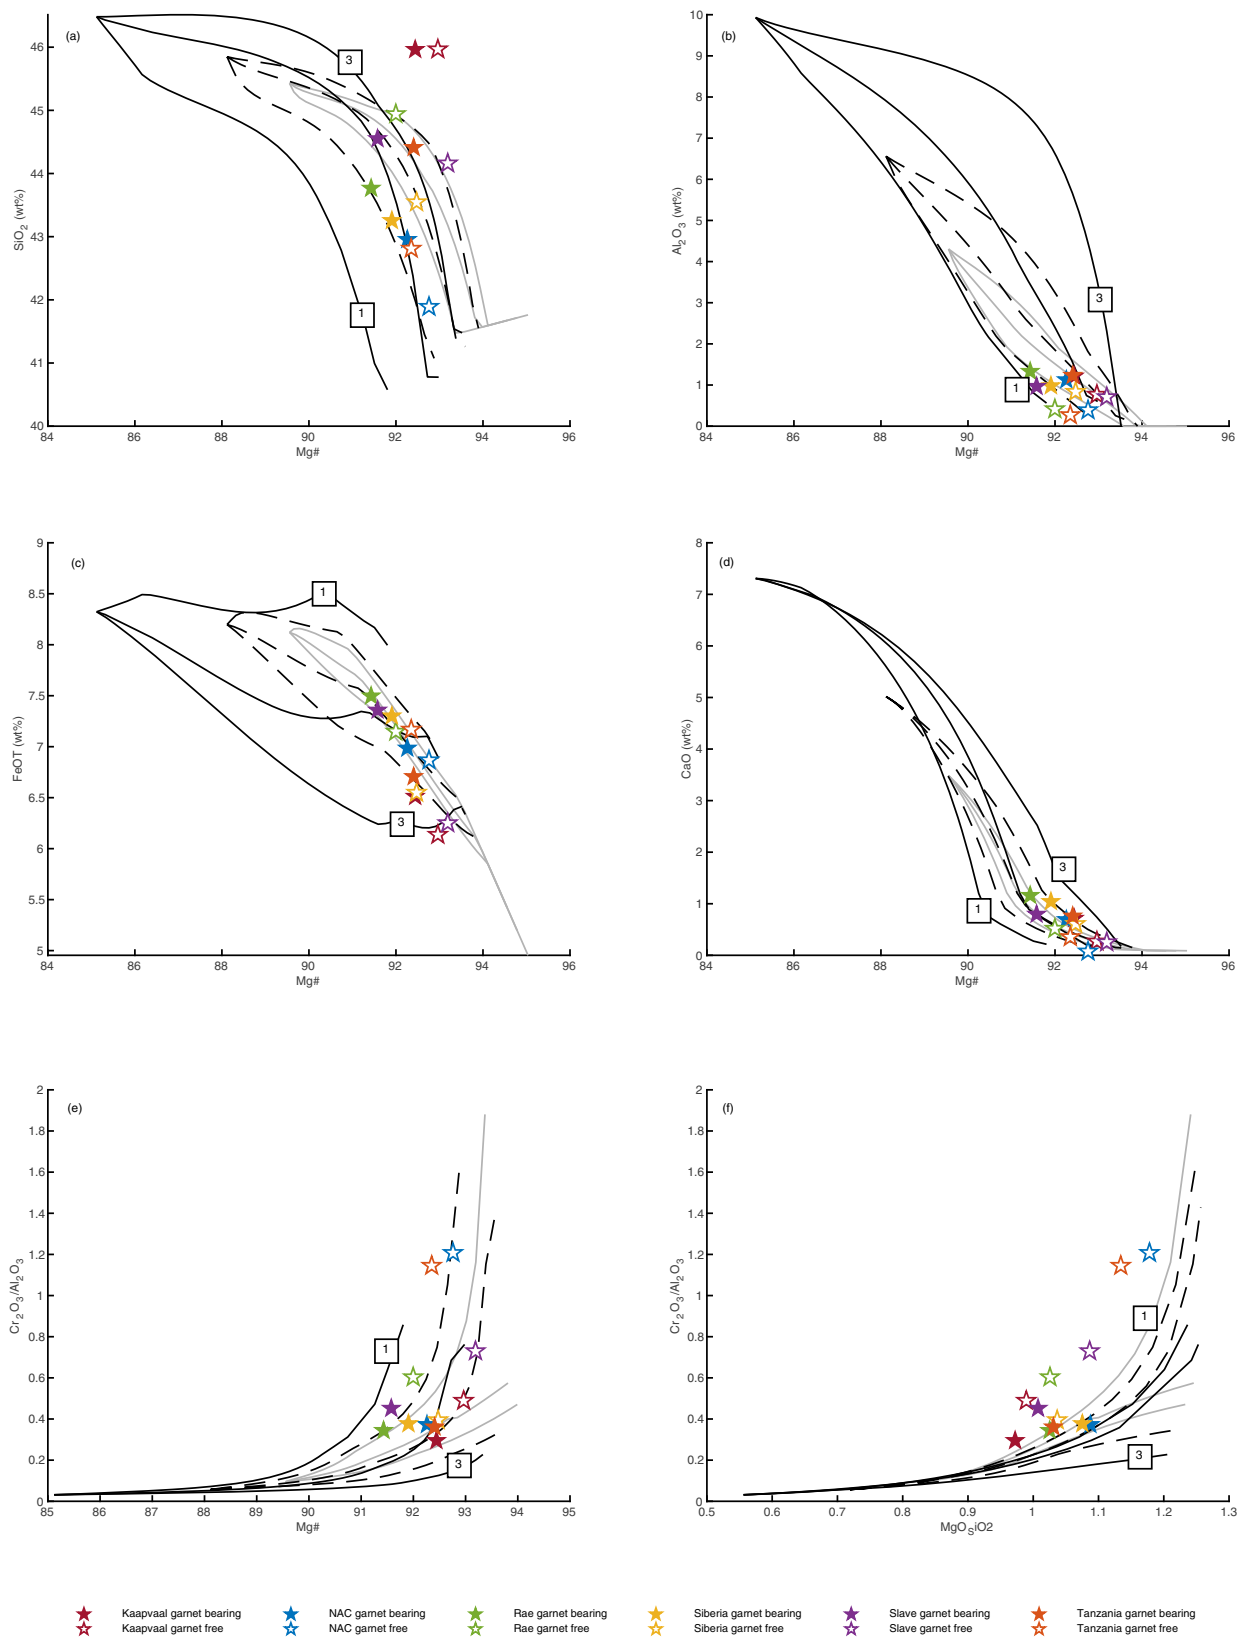 (a)
3
1
46
45
44
43
42
41
40
SiO2 (wt%)
84 86 88 90 92 94 96
Mg#
(b)
3
1
10
9
8
7
6
5
4
3
2
1
0
Al2O3 (wt%)
84 86 88 90 92 94 96
Mg#
(c)
1
3
9
8.5
8
7.5
7
6.5
6
5.5
5
FeOT (wt%)
84 86 88 90 92 94 96
Mg#
(d)
3
1
8
7
6
5
4
3
2
1
0
CaO (wt%)
84 86 88 90 92 94 96
Mg#
(e)
1
3
2
1.8
1.6
1.4
1.2
1
0.8
0.6
0.4
0.2
0
Cr2O3/Al2O3
85 86 87 88 89 90 91 92 93 94 95
Mg#
(f)
1
3
2
1.8
1.6
1.4
1.2
1
0.8
0.6
0.4
0.2
0
Cr2O3/Al2O3
0.5 0.6 0.7 0.8 0.9 1 1.1 1.2 1.3
MgOSiO2
Kaapvaal garnet bearing NAC garnet bearing Rae garnet bearing Siberia garnet bearing Slave garnet bearing Tanzania garnet bearing
Kaapvaal garnet free NAC garnet free Rae garnet free Siberia garnet free Slave garnet free Tanzania garnet free